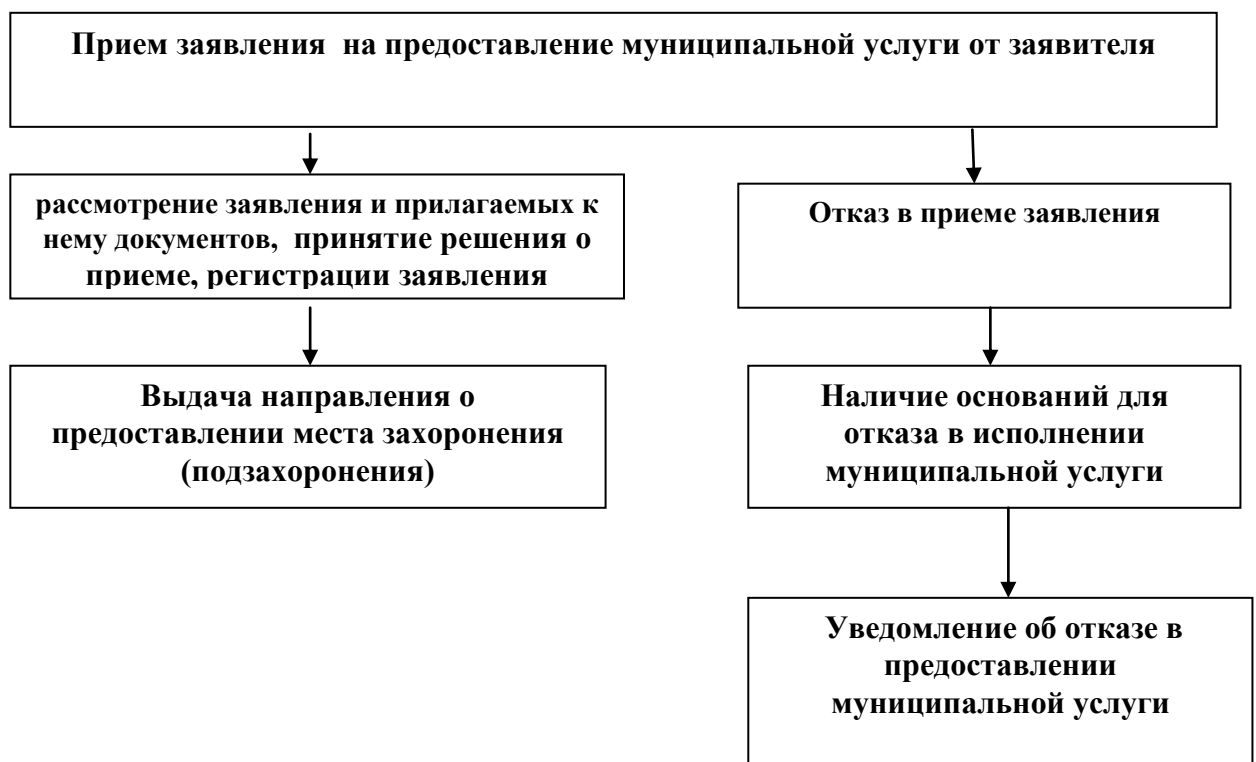 Прием заявления на предоставление муниципальной услуги от заявителя
рассмотрение заявления и прилагаемых к
нему документов, принятие решения о
приеме, регистрации заявления
Отказ в приеме заявления
Выдача направления о
предоставлении места захоронения
(подзахоронения)
Наличие оснований для
отказа в исполнении
муниципальной услуги
Уведомление об отказе в
предоставлении
муниципальной услуги